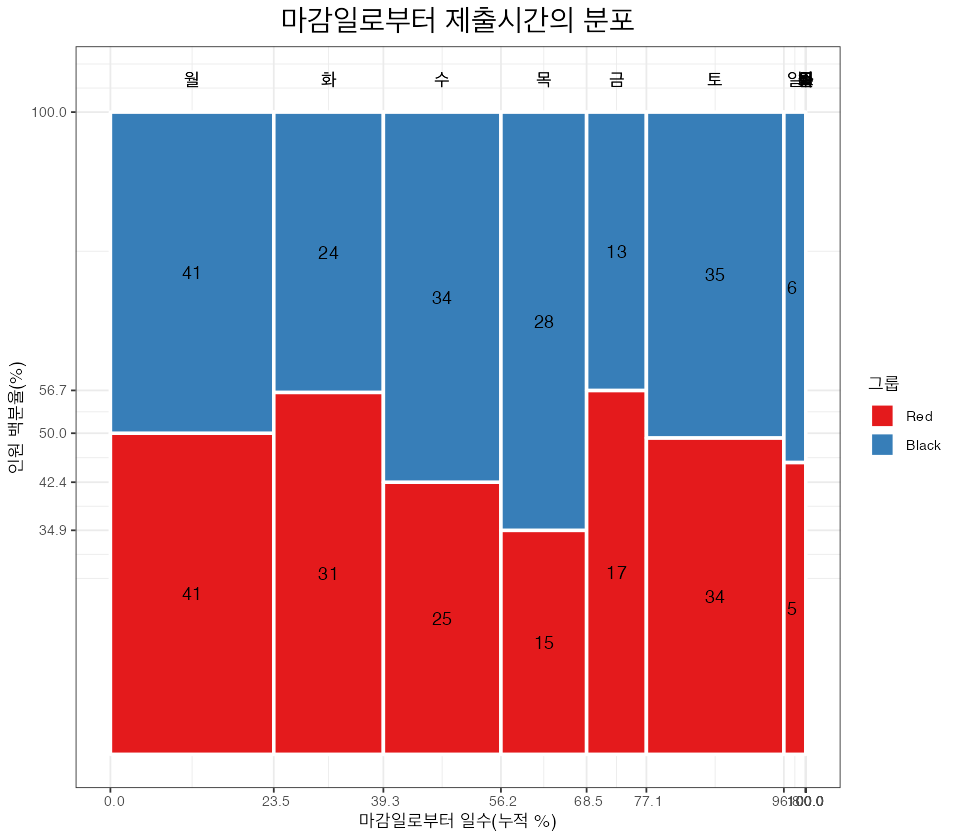 마감일로부터 제출시간의 분포
월 화 수 목 금 토 일
100.0
41 24 34 28 13 35 6
56.7
50.0
42.4
34.9
41 31 25 15 17 34 5
0.0 23.5 39.3 56.2 68.5 77.1 100.0
마감일로부터 일수(누적 %)
인원 백분율(%)
그룹
Red
Black